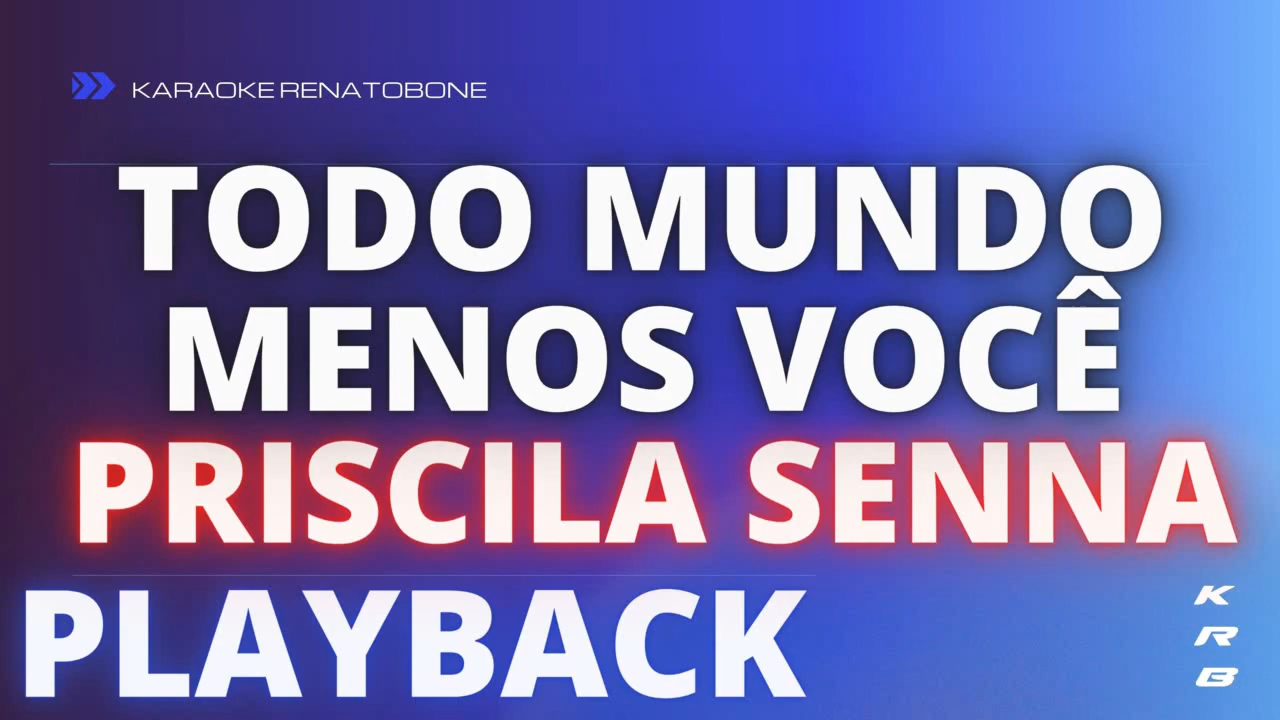 KARAOKE RENATOBONE
TODO MUNDO
MENOS VOCÊ
PRISCILA SENNA
PLAYBACK
K
R
B